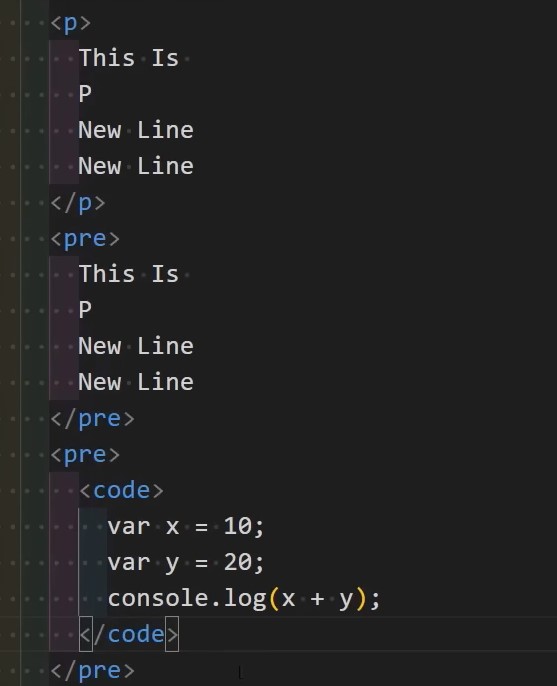 <p>
This Is
P
New Line
New Line
</p>
<pre>
This Is
P
New Line
New Line
</pre>
<pre>
<code>
var x = 10;
var y = 20;
console.log(x + y);
</code>
</pre>